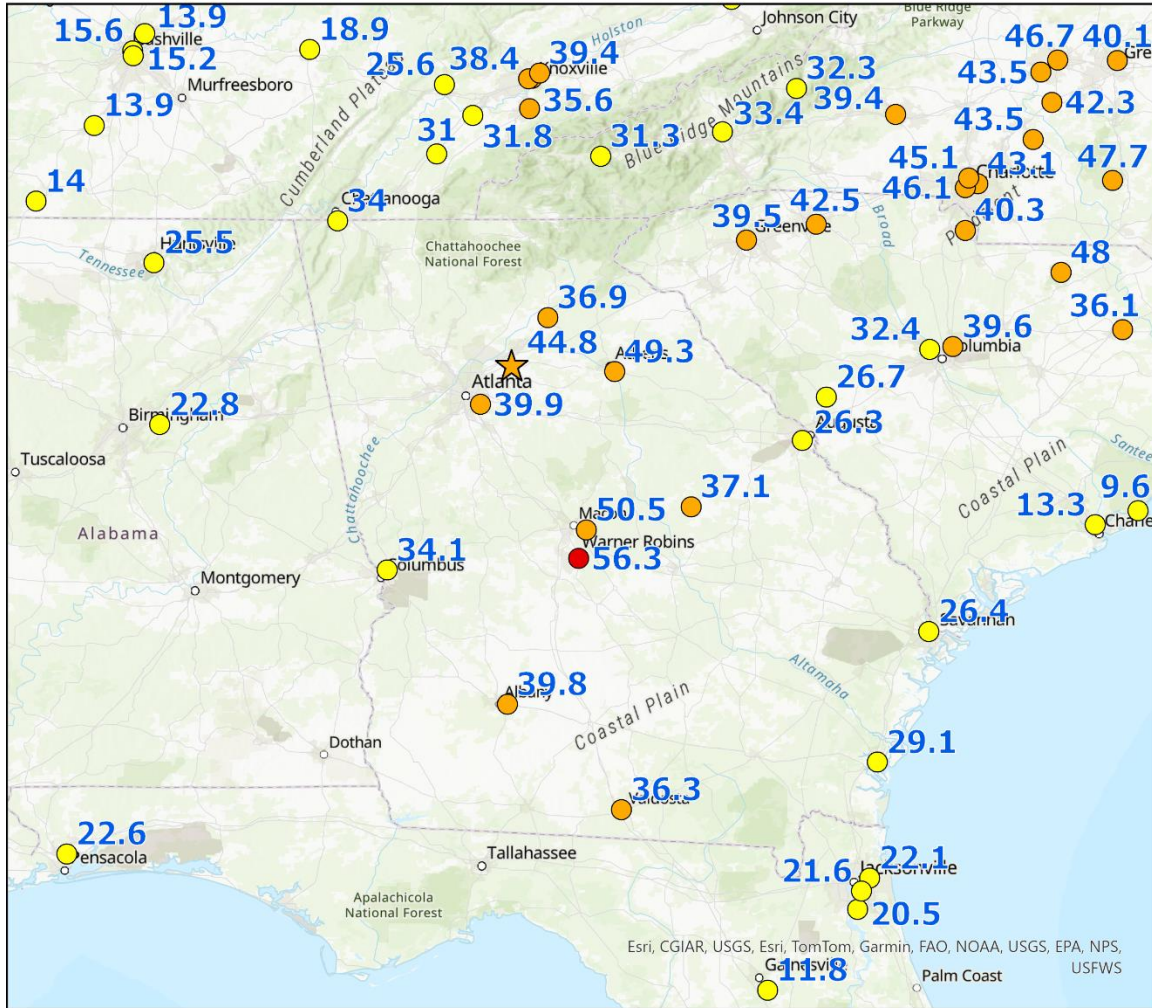 Johnson City
Blue Ridge
Parkway
13.9
15.6
Nashville
15.2
18.9
Holston
39.4
38.4
Knoxville
25.6
46.7
40.1
43.5
Murfreesboro
32.3
35.6
39.4
42.3
13.9
Cumberland Plateau
31.8
Blue Ridge Mountains
33.4
43.5
31
31.3
45.1
43.1
Charlotte
47.7
46.1
14
Chattanooga
34
Piedmont
40.3
Broad
42.5
39.5
Greenville
Huntsville
25.5
Tennessee
Chattahoochee
National Forest
48
36.9
36.1
44.8
Athens
49.3
32.4
39.6
Columbia
Atlanta
39.9
26.7
22.8
Birmingham
26.3
Augusta
Tuscaloosa
Chattahoochee
Coastal Plain
Santee
37.1
9.6
13.3
Alabama
Macon
50.5
Warner Robins
56.3
34.1
Columbus
Montgomery
26.4
Savannah
Altamaha
39.8
Albany
Coastal Plain
Dothan
29.1
36.3
Valdosta
22.6
Pensacola
Tallahassee
22.1
21.6
Jacksonville
Apalachicola
National Forest
20.5
Esri, CGIAR, USGS, Esri, TomTom, Garmin, FAO, NOAA, USGS, EPA, NPS,
USFWS
Gainesville
11.8
Palm Coast